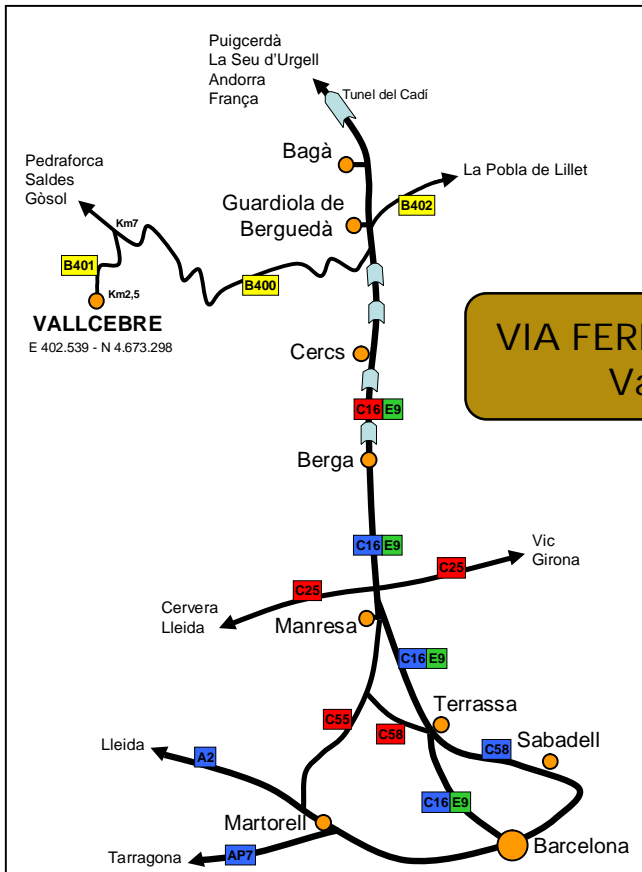 Puigcerdà
La Seu d'Urgell
Andorra
França
Tunel del Cadí
Bagà
Pedraforca
Saldes
Gòsol
La Pobla de Lillet
Guardiola de
Berguedà
B402
Km7
B401
B400
Km2,5
VALLCEBRE
E 402.539 - N 4.673.298
VIA FER
Va
Cercs
C16 E9
Berga
C16 E9
Vic
Girona
C25
C25
Cervera
Lleida
Manresa
C16 E9
Terrassa
C55
C58
Sabadell
C58
Lleida
A2
C16 E9
Martorell
Barcelona
Tarragona
AP7